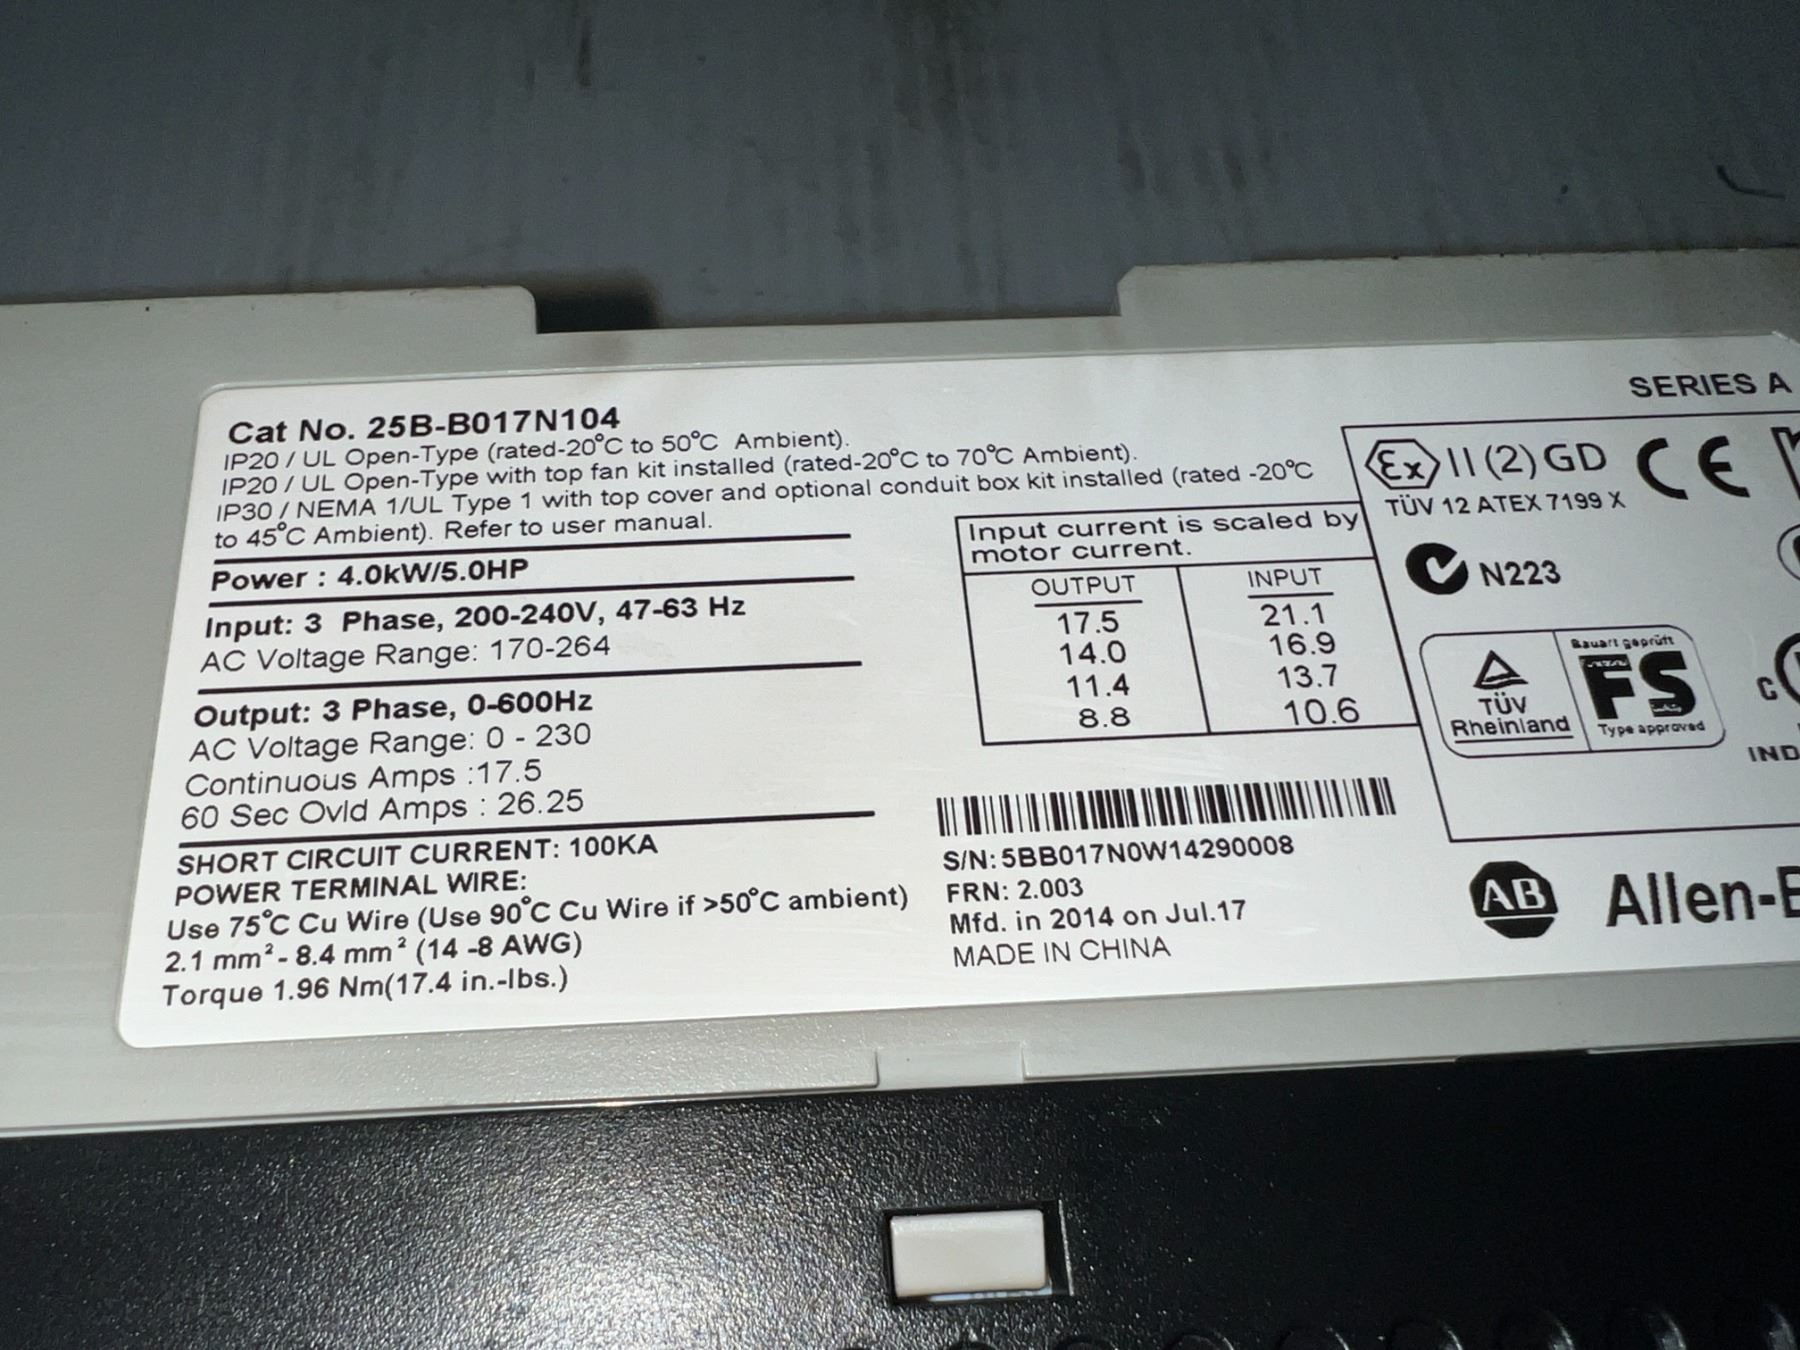 SERIES A
Cat No. 25B-B017N104
IP20 / UL Open-Type (rated-20°C to 50°C Ambient).
IP20 / UL Open-Type with top fan kit installed (rated-20°C to 70°C Ambient).
IP30 / NEMA 1/UL Type 1 with top cover and optional conduit box kit installed (rated -20°C
to 45°C Ambient). Refer to user manual.
Power : 4.0kW/5.0HP
Input: 3 Phase, 200-240V, 47-63 Hz
AC Voltage Range: 170-264
Output: 3 Phase, 0-600Hz
AC Voltage Range: 0 - 230
Continuous Amps :17.5
60 Sec Ovld Amps : 26.25
SHORT CIRCUIT CURRENT: 100KA
POWER TERMINAL WIRE:
Use 75°C Cu Wire (Use 90°C Cu Wire if >50°C ambient)
2.1 mm² - 8.4 mm² (14 -8 AWG)
Torque 1.96 Nm(17.4 in.-lbs.)
Input current is scaled by
motor current.
OUTPUT INPUT
17.5 21.1
14.0 16.9
11.4 13.7
8.8 10.6
S/N: 5BB017N0W14290008
FRN: 2.003
Mfd. in 2014 on Jul.17
MADE IN CHINA
Ex II (2) GD CE
TÜV 12 ATEX 7199 X
N223
TÜV
Rheinland
Bauart geprüft
FS
Type approved
C
IND
AB Allen-B